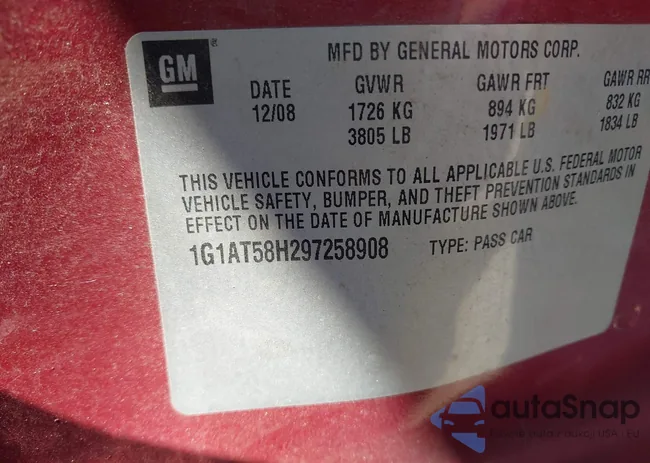 GM
MFD BY GENERAL MOTORS CORP.
DATE GVWR GAWR FRT GAWR RR
12/08 1726 KG 894 KG 832 KG
3805 LB 1971 LB 1834 LB
THIS VEHICLE CONFORMS TO ALL APPLICABLE U.S. FEDERAL MOTOR
VEHICLE SAFETY, BUMPER, AND THEFT PREVENTION STANDARDS IN
EFFECT ON THE DATE OF MANUFACTURE SHOWN ABOVE.
1G1AT58H297258908 TYPE: PASS CAR
autaSnap